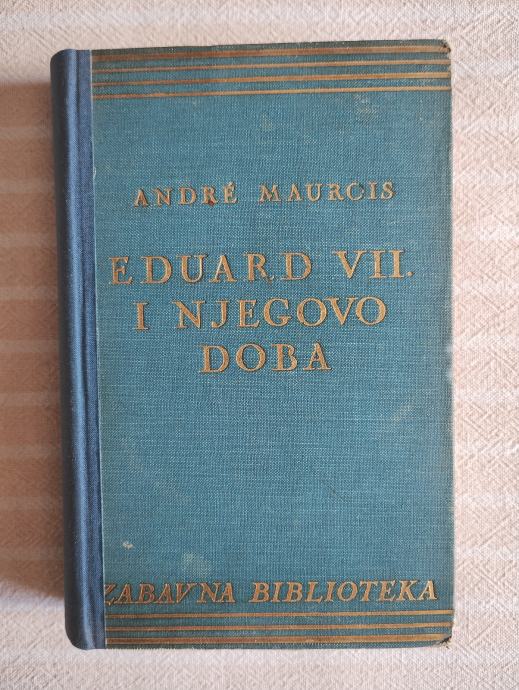 ANDRÉ MAURCIS
EDUARD VII.
I NJEGOVO
DOBA
ZABAVNA BIBLIOTEKA